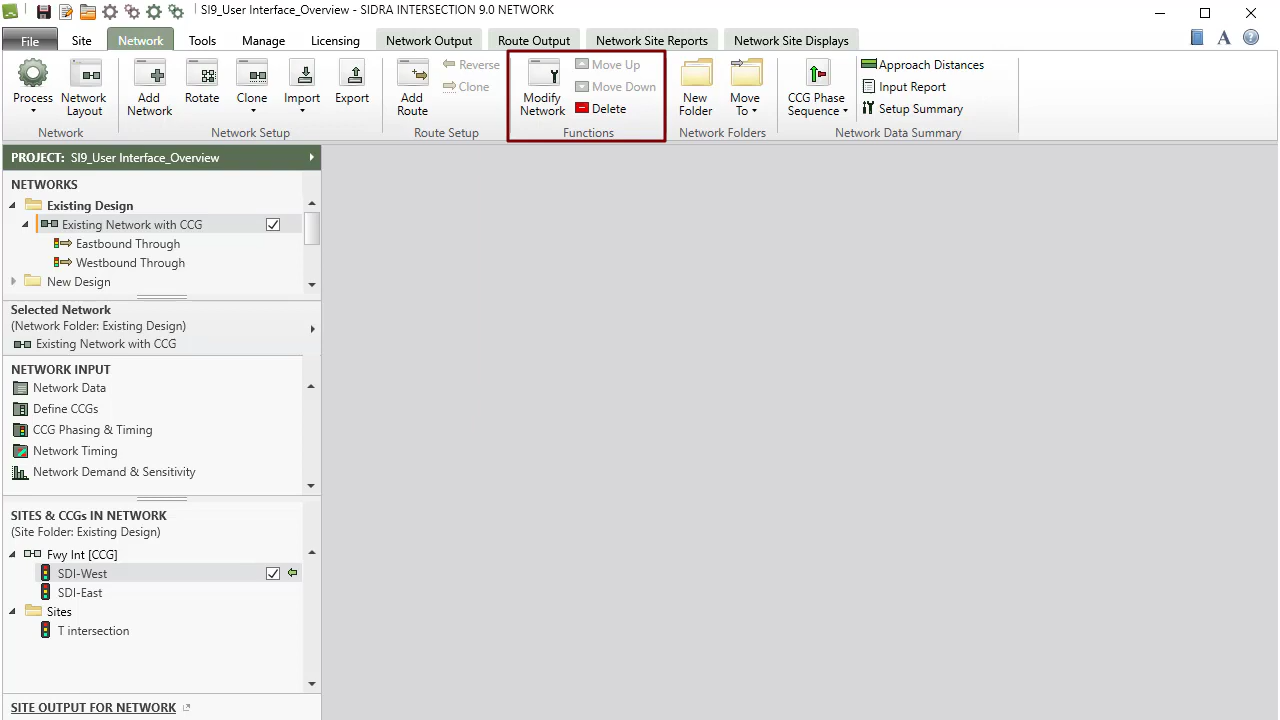 SI9_User Interface_Overview - SIDRA INTERSECTION 9.0 NETWORK
File Site Network Tools Manage Licensing Network Output Route Output Network Site Reports Network Site Displays
Process
Network Layout
Network
Add Network
Rotate
Clone
Import
Export
Network Setup
Add Route
Reverse
Clone
Route Setup
Modify Network
Move Up
Move Down
Delete
Functions
New Folder
Move To
Network Folders
CCG Phase Sequence
Approach Distances
Input Report
Setup Summary
Network Data Summary
PROJECT: SI9_User Interface_Overview
NETWORKS
Existing Design
Existing Network with CCG
Eastbound Through
Westbound Through
New Design
Selected Network
(Network Folder: Existing Design)
Existing Network with CCG
NETWORK INPUT
Network Data
Define CCGs
CCG Phasing & Timing
Network Timing
Network Demand & Sensitivity
SITES & CCGs IN NETWORK
(Site Folder: Existing Design)
Fwy Int [CCG]
SDI-West
SDI-East
Sites
T intersection
SITE OUTPUT FOR NETWORK